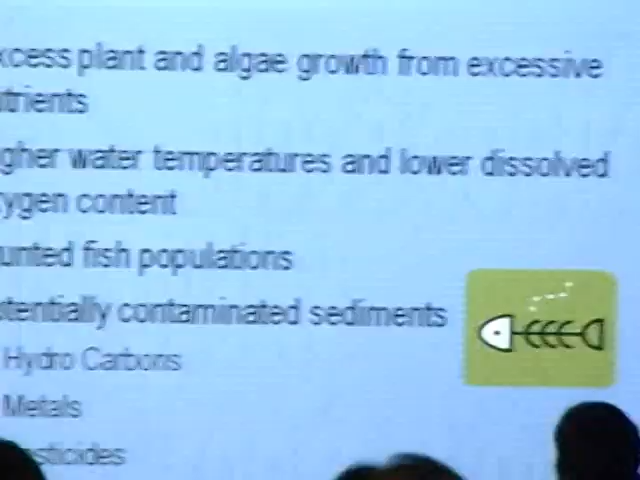 xcess plant and algae growth from excessive
trients
gher water temperatures and lower dissolved
ygen content
unted fish populations
tentially contaminated sediments
Hydro Carbons
Metals
sticides